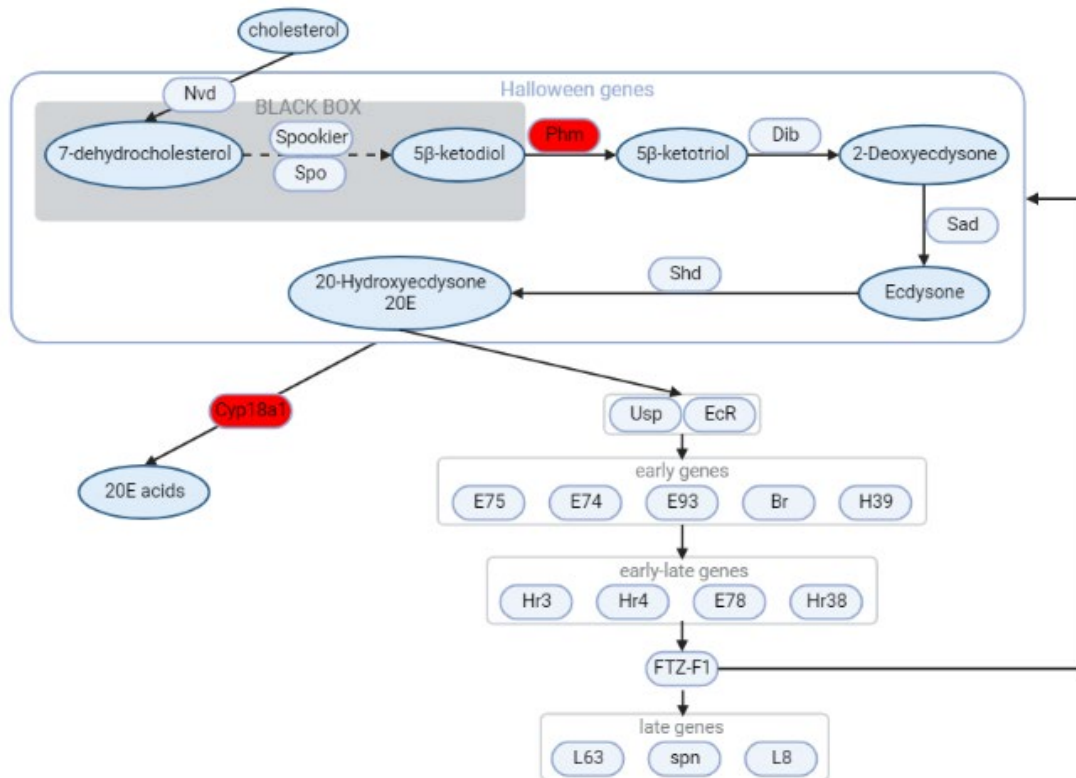 cholesterol
Halloween genes
Nvd
BLACK BOX
Spookier
Phm
Dib
7-dehydrocholesterol
5β-ketodiol
5β-ketotriol
2-Deoxyecdysone
Spo
Sad
20-Hydroxyecdysone
20E
Shd
Ecdysone
Cyp18a1
Usp
EcR
early genes
20E acids
E75
E74
E93
Br
H39
early-late genes
Hr3
Hr4
E78
Hr38
FTZ-F1
late genes
L63
spn
L8